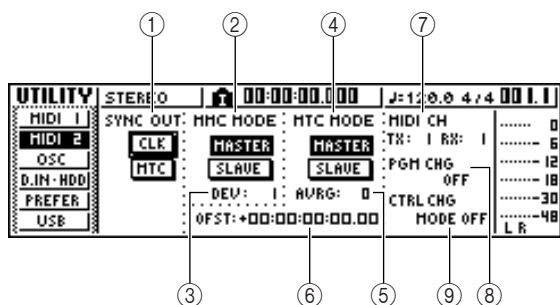 ① ② ④ ⑦
UTILITY STEREO I 00:00:00.000 ♩=120.0 4/4 001.1
MIDI 1
MIDI 2
OSC
D.IN·HDD
PREFER
USB
SYNC OUT
CLK
MTC
MMC MODE
MASTER
SLAVE
DEV: 1
MTC MODE
MASTER
SLAVE
AVRG: 0
OFST:+00:00:00:00.00
MIDI CH
TX: 1 RX: 1
PGM CHG
OFF
CTRL CHG
MODE OFF
0
6
12
18
30
48
L R
③ ⑥ ⑤ ⑨ ⑧